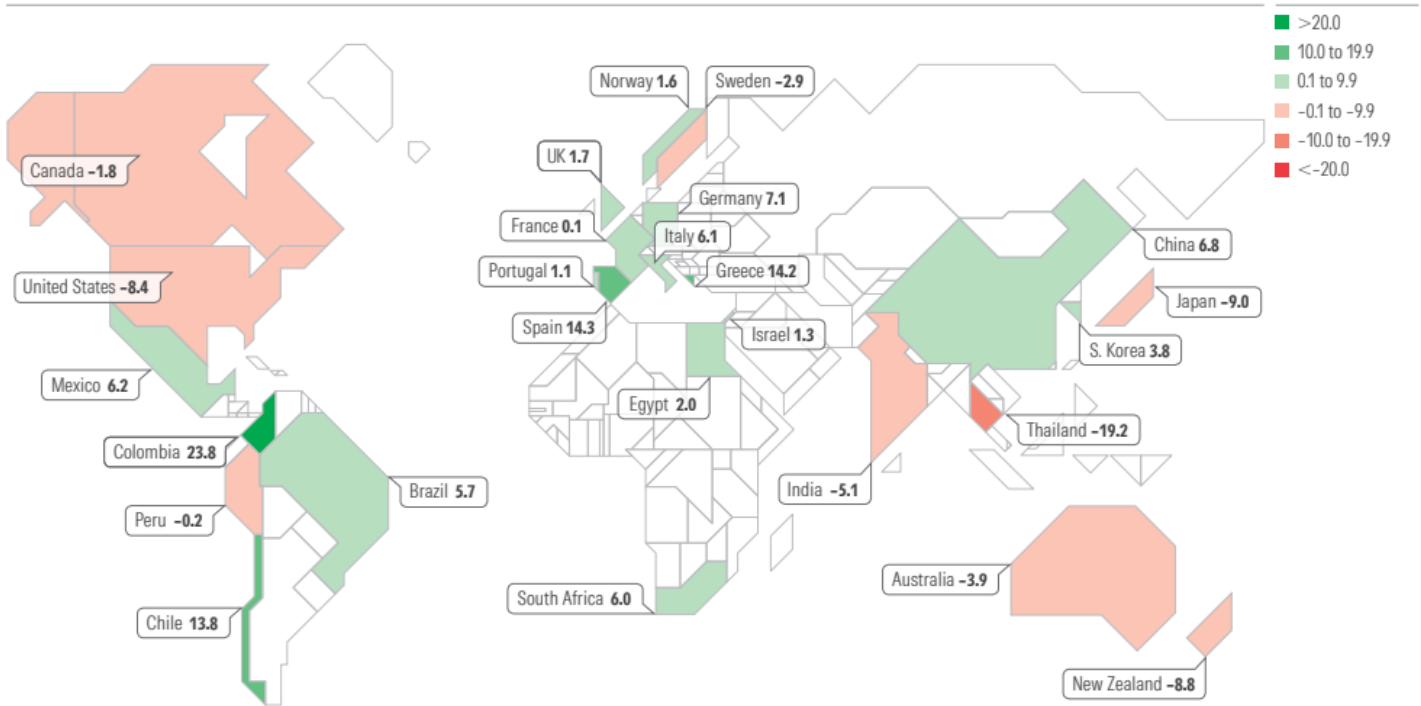 >20.0
10.0 to 19.9
0.1 to 9.9
−0.1 to −9.9
−10.0 to −19.9
<−20.0
Norway 1.6
Sweden −2.9
UK 1.7
Canada −1.8
Germany 7.1
France 0.1
Italy 6.1
China 6.8
Portugal 1.1
Greece 14.2
United States −8.4
Japan −9.0
Spain 14.3
Israel 1.3
S. Korea 3.8
Mexico 6.2
Egypt 2.0
Thailand −19.2
Colombia 23.8
Brazil 5.7
India −5.1
Peru −0.2
Australia −3.9
South Africa 6.0
Chile 13.8
New Zealand −8.8